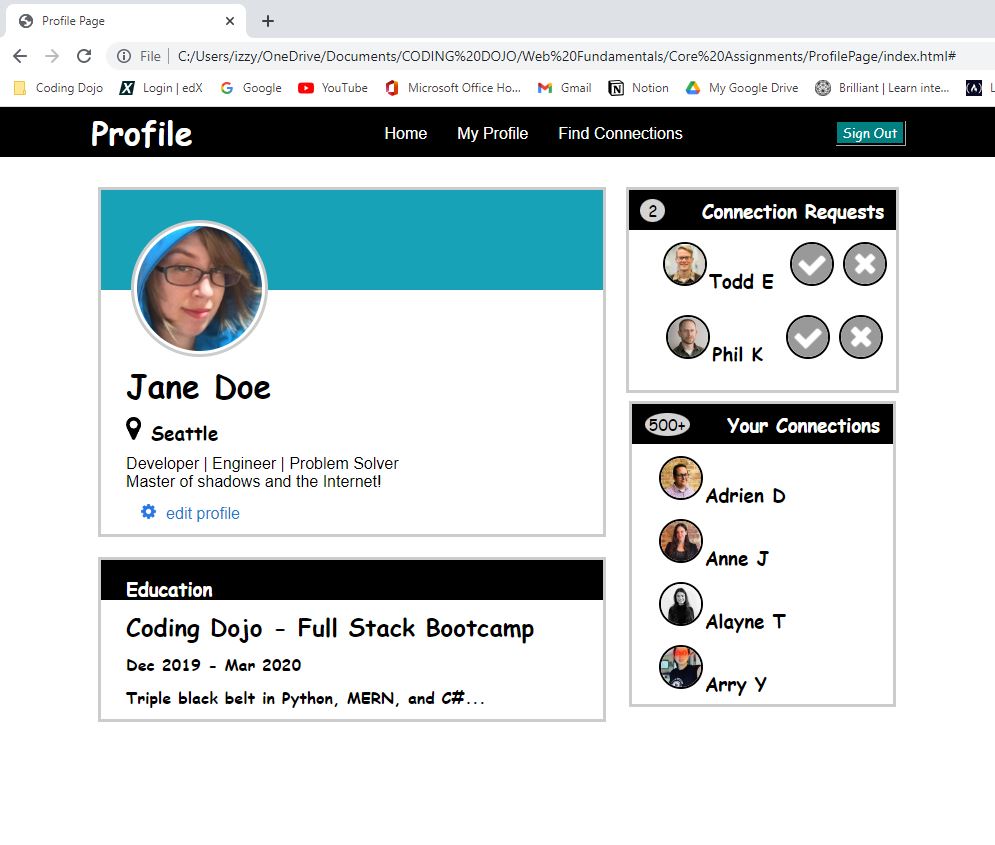 Profile Page
File | C:/Users/izzy/OneDrive/Documents/CODING%20DOJO/Web%20Fundamentals/Core%20Assignments/ProfilePage/index.html#
Coding Dojo Login | edX Google YouTube Microsoft Office Ho... Gmail Notion My Google Drive Brilliant | Learn inte...
Profile Home My Profile Find Connections Sign Out
Jane Doe
Seattle
Developer | Engineer | Problem Solver
Master of shadows and the Internet!
edit profile
Education
Coding Dojo - Full Stack Bootcamp
Dec 2019 - Mar 2020
Triple black belt in Python, MERN, and C#...
2 Connection Requests
Todd E
Phil K
500+ Your Connections
Adrien D
Anne J
Alayne T
Arry Y